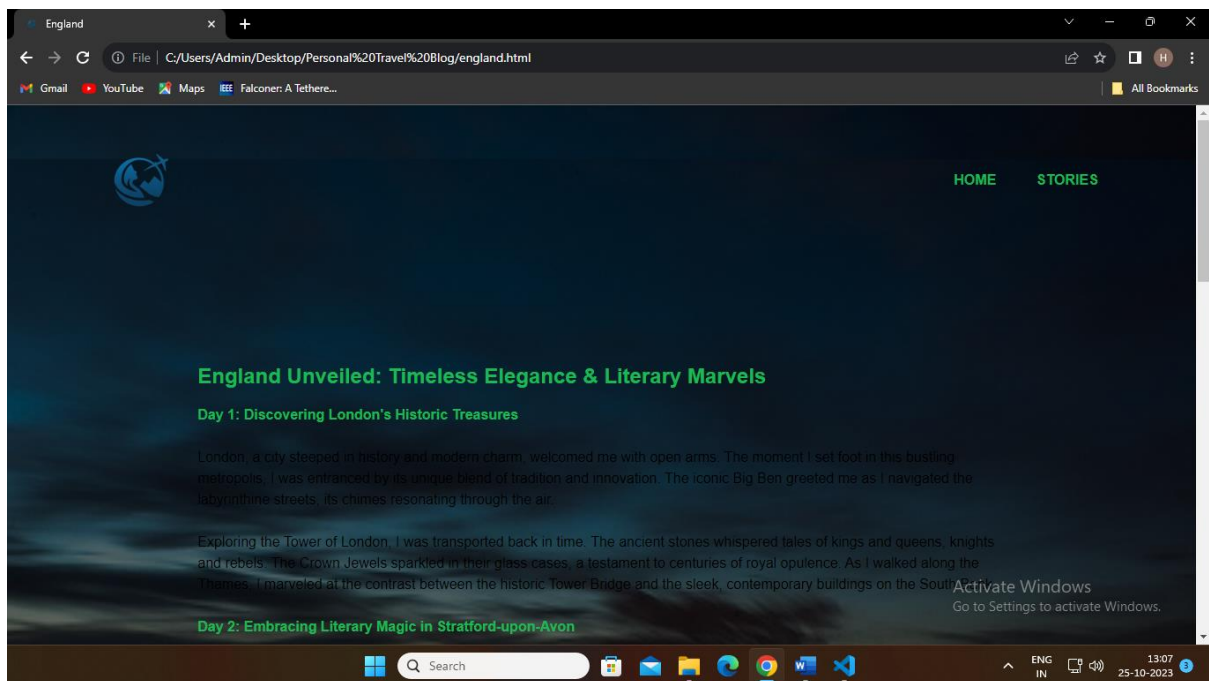 England
File
C:/Users/Admin/Desktop/Personal%20Travel%20Blog/england.html
H
Gmail
YouTube
Maps
IEEE
Falconer: A Tethere...
All Bookmarks
HOME
STORIES
England Unveiled: Timeless Elegance & Literary Marvels
Day 1: Discovering London's Historic Treasures
London, a city steeped in history and modern charm, welcomed me with open arms. The moment I set foot in this bustling
metropolis, I was entranced by its unique blend of tradition and innovation. The iconic Big Ben greeted me as I navigated the
labyrinthine streets, its chimes resonating through the air.
Exploring the Tower of London, I was transported back in time. The ancient stones whispered tales of kings and queens, knights
and rebels. The Crown Jewels sparkled in their glass cases, a testament to centuries of royal opulence. As I walked along the
Thames, I marveled at the contrast between the historic Tower Bridge and the sleek, contemporary buildings on the South
Activate Windows
Go to Settings to activate Windows.
Day 2: Embracing Literary Magic in Stratford-upon-Avon
Search
ENG
IN
13:07
25-10-2023
3